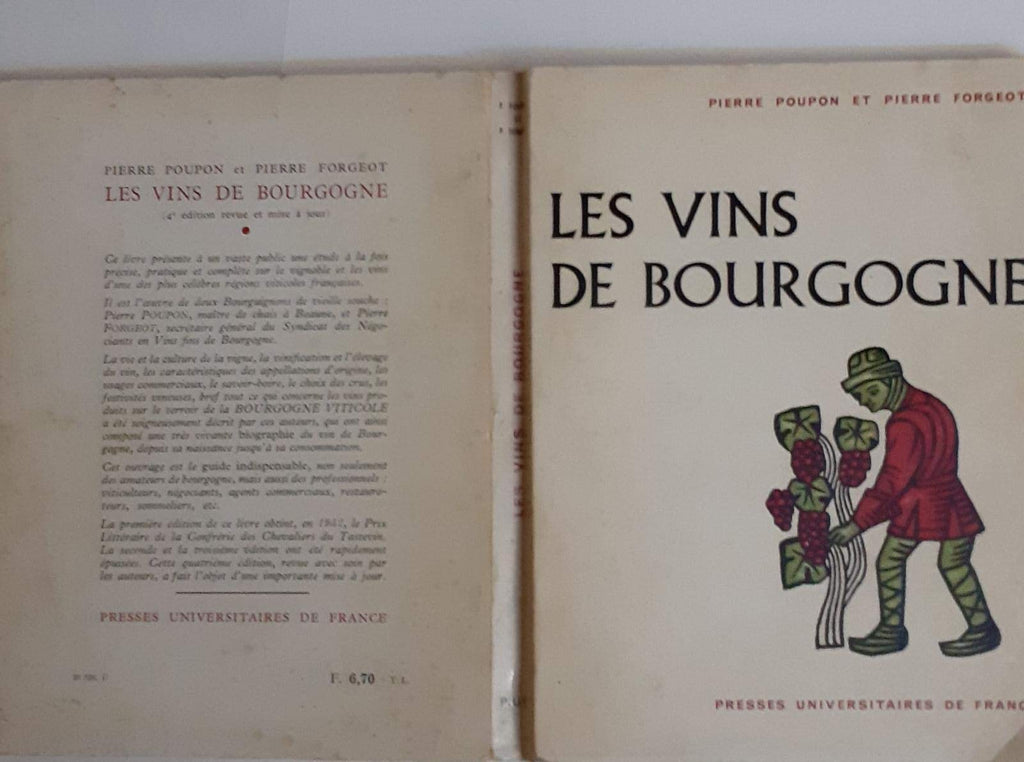 PIERRE POUPON et PIERRE FORGEOT
LES VINS DE BOURGOGNE
(4e édition revue et mise à jour)
Ce livre présente à un vaste public une étude à la fois
précise, pratique et complète sur le vignoble et les vins
d'une des plus célèbres régions viticoles françaises.
Il est l'œuvre de deux Bourguignons de vieille souche :
Pierre POUPON, maître de chais à Beaune, et Pierre
FORGEOT, secrétaire général du Syndicat des Négo-
ciants en Vins fins de Bourgogne.
La vie et la culture de la vigne, la vinification et l'élevage
du vin, les caractéristiques des appellations d'origine, les
usages commerciaux, le savoir-boire, le choix des crus, les
festivités vineuses, bref tout ce qui concerne les vins pro-
duits sur le terroir de la BOURGOGNE VITICOLE
a été soigneusement décrit par ces auteurs, qui ont ainsi
composé une très vivante biographie du vin de Bour-
gogne, depuis sa naissance jusqu'à sa consommation.
Cet ouvrage est le guide indispensable, non seulement
des amateurs de bourgogne, mais aussi des professionnels :
viticulteurs, négociants, agents commerciaux, restaura-
teurs, sommeliers, etc.
La première édition de ce livre obtint, en 1952, le Prix
Littéraire de la Confrérie des Chevaliers du Tastevin.
La seconde et la troisième édition ont été rapidement
épuisées. Cette quatrième édition, revue avec soin par
les auteurs, a fait l'objet d'une importante mise à jour.
PRESSES UNIVERSITAIRES DE FRANCE
F. 6,70 + T.L.
LES VINS DE BOURGOGNE
PIERRE POUPON ET PIERRE FORGEOT
LES VINS
DE BOURGOGNE
PRESSES UNIVERSITAIRES DE FRANC